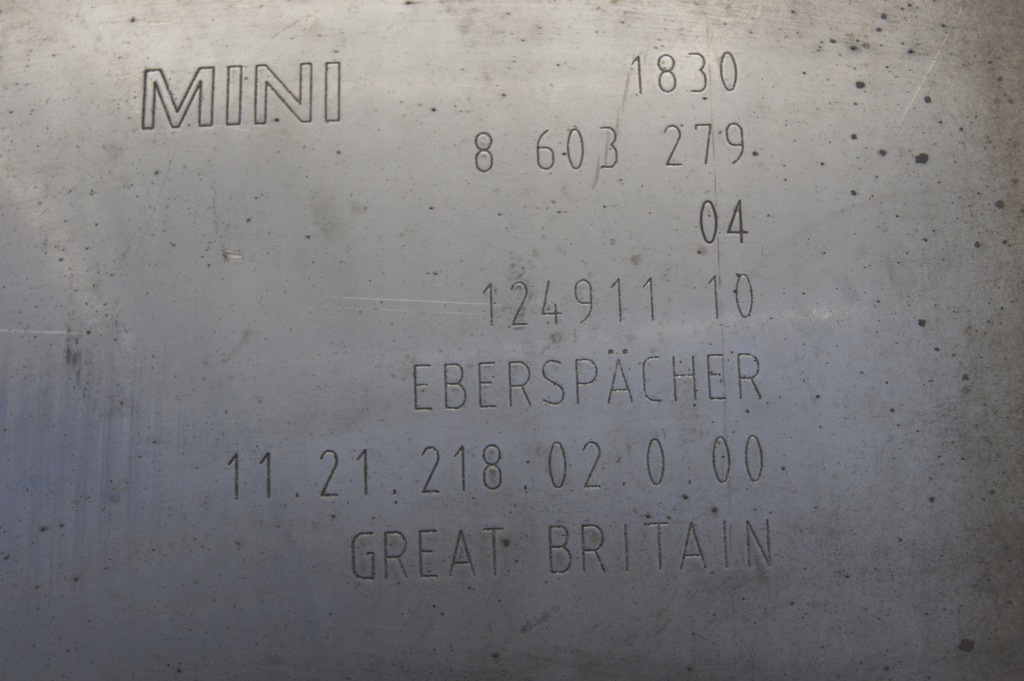 MINI 1830
8 603 279
04
124911 10
EBERSPÄCHER
11.21.218.02.0.00
GREAT BRITAIN